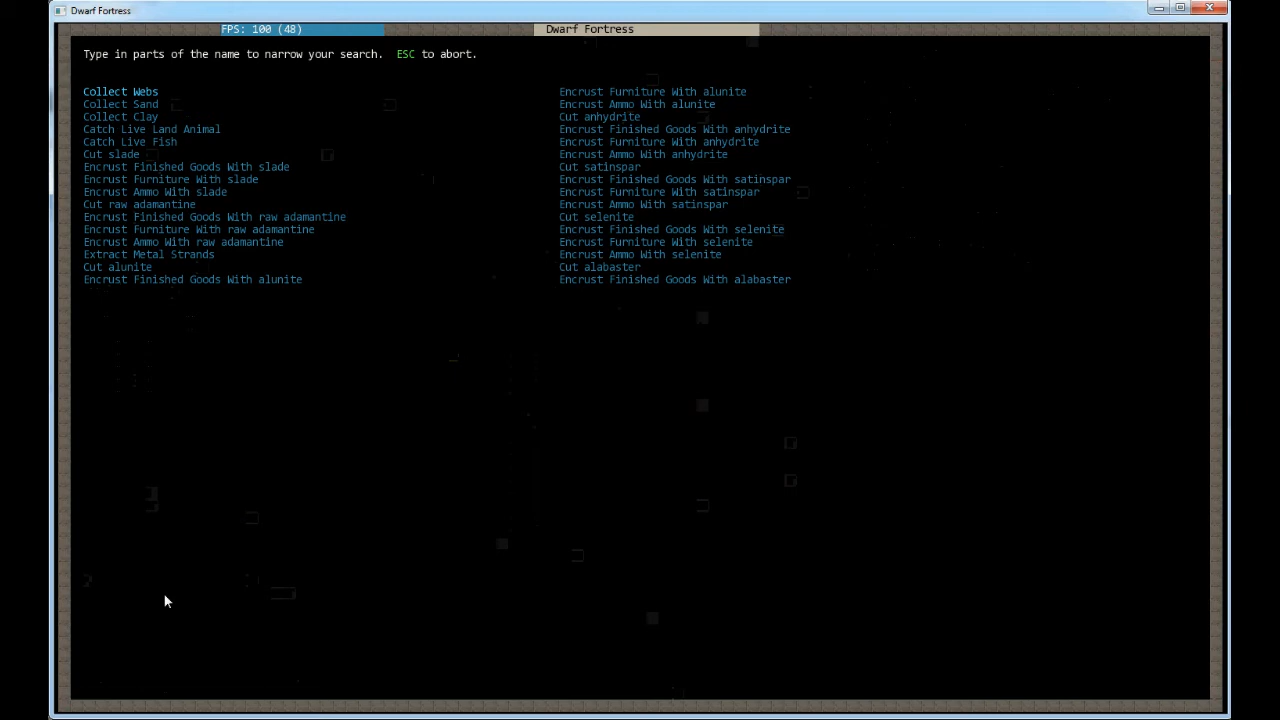 Dwarf Fortress
FPS: 100 (48)
Dwarf Fortress
Type in parts of the name to narrow your search. ESC to abort.
Collect Webs
Collect Sand
Collect Clay
Catch Live Land Animal
Catch Live Fish
Cut slade
Encrust Finished Goods With slade
Encrust Furniture With slade
Encrust Ammo With slade
Cut raw adamantine
Encrust Finished Goods With raw adamantine
Encrust Furniture With raw adamantine
Encrust Ammo With raw adamantine
Extract Metal Strands
Cut alunite
Encrust Finished Goods With alunite
Encrust Furniture With alunite
Encrust Ammo With alunite
Cut anhydrite
Encrust Finished Goods With anhydrite
Encrust Furniture With anhydrite
Encrust Ammo With anhydrite
Cut satinspar
Encrust Finished Goods With satinspar
Encrust Furniture With satinspar
Encrust Ammo With satinspar
Cut selenite
Encrust Finished Goods With selenite
Encrust Furniture With selenite
Encrust Ammo With selenite
Cut alabaster
Encrust Finished Goods With alabaster